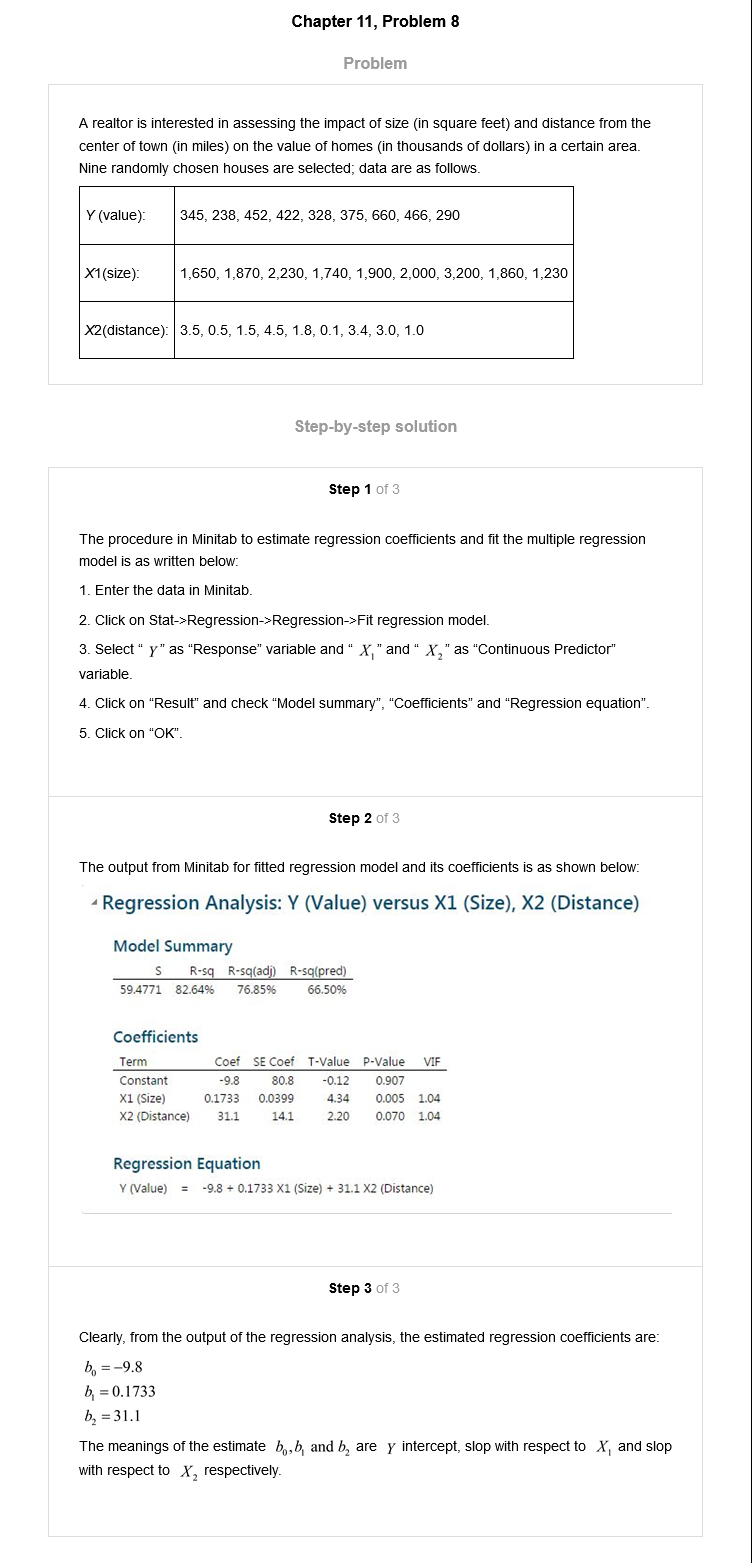 Chapter 11, Problem 8
Problem
A realtor is interested in assessing the impact of size (in square feet) and distance from the
center of town (in miles) on the value of homes (in thousands of dollars) in a certain area.
Nine randomly chosen houses are selected; data are as follows.
Y (value): 345, 238, 452, 422, 328, 375, 660, 466, 290
X1(size): 1,650, 1,870, 2,230, 1,740, 1,900, 2,000, 3,200, 1,860, 1,230
X2(distance): 3.5, 0.5, 1.5, 4.5, 1.8, 0.1, 3.4, 3.0, 1.0
Step-by-step solution
Step 1 of 3
The procedure in Minitab to estimate regression coefficients and fit the multiple regression
model is as written below:
1. Enter the data in Minitab.
2. Click on Stat->Regression->Regression->Fit regression model.
3. Select “ Y” as “Response” variable and “ X₁” and “ X₂” as “Continuous Predictor”
variable.
4. Click on “Result” and check “Model summary”, “Coefficients” and “Regression equation”.
5. Click on “OK”.
Step 2 of 3
The output from Minitab for fitted regression model and its coefficients is as shown below:
Regression Analysis: Y (Value) versus X1 (Size), X2 (Distance)
Model Summary
S R-sq R-sq(adj) R-sq(pred)
59.4771 82.64% 76.85% 66.50%
Coefficients
Term Coef SE Coef T-Value P-Value VIF
Constant -9.8 80.8 -0.12 0.907
X1 (Size) 0.1733 0.0399 4.34 0.005 1.04
X2 (Distance) 31.1 14.1 2.20 0.070 1.04
Regression Equation
Y (Value) = -9.8 + 0.1733 X1 (Size) + 31.1 X2 (Distance)
Step 3 of 3
Clearly, from the output of the regression analysis, the estimated regression coefficients are:
b₀ = −9.8
b₁ = 0.1733
b₂ = 31.1
The meanings of the estimate b₀, b₁ and b₂ are Y intercept, slop with respect to X₁ and slop
with respect to X₂ respectively.